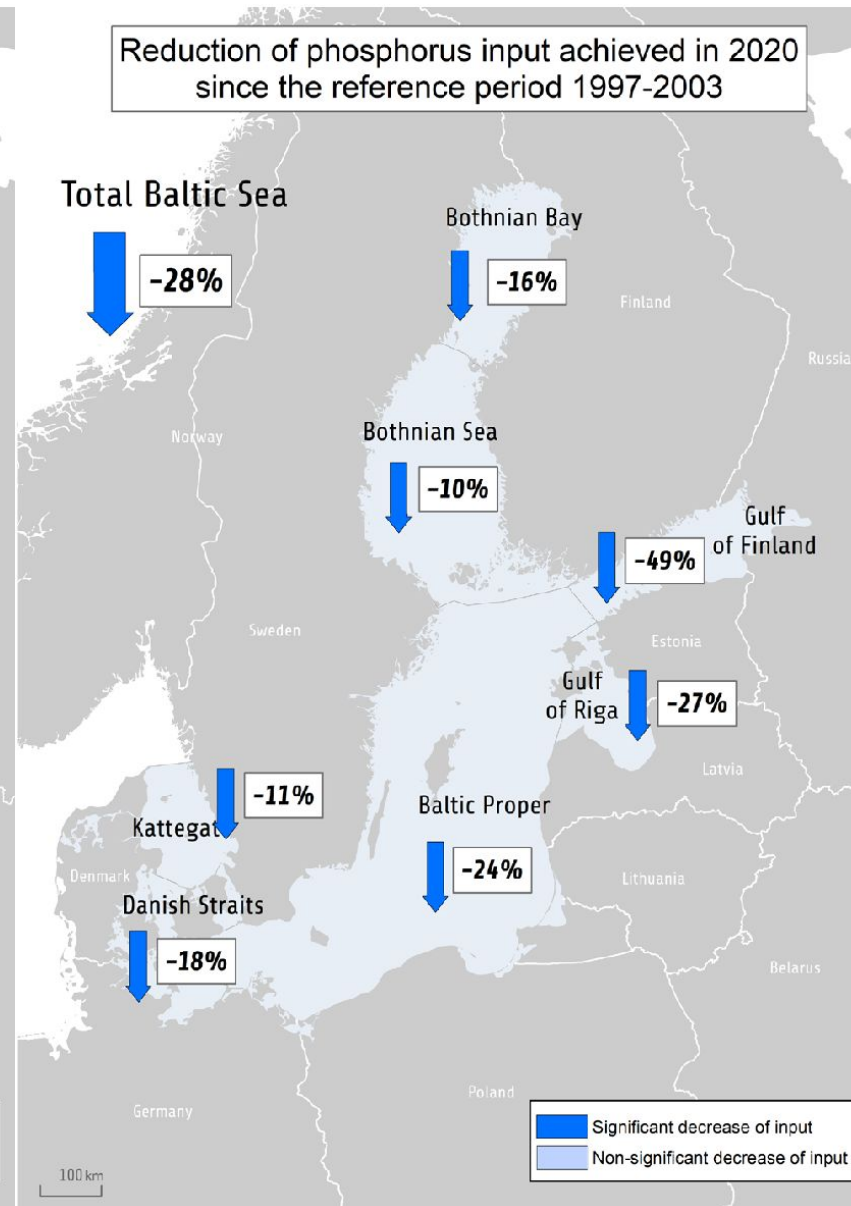 Reduction of phosphorus input achieved in 2020
since the reference period 1997-2003
Total Baltic Sea
-28%
Bothnian Bay
-16%
Finland
Russia
Bothnian Sea
Norway
-10%
Gulf
of Finland
-49%
Sweden
Estonia
Gulf
of Riga
-27%
Latvia
-11%
Baltic Proper
Kattegat
Denmark
-24%
Lithuania
Danish Straits
-18%
Belarus
Poland
Germany
Significant decrease of input
Non-significant decrease of input
100 km